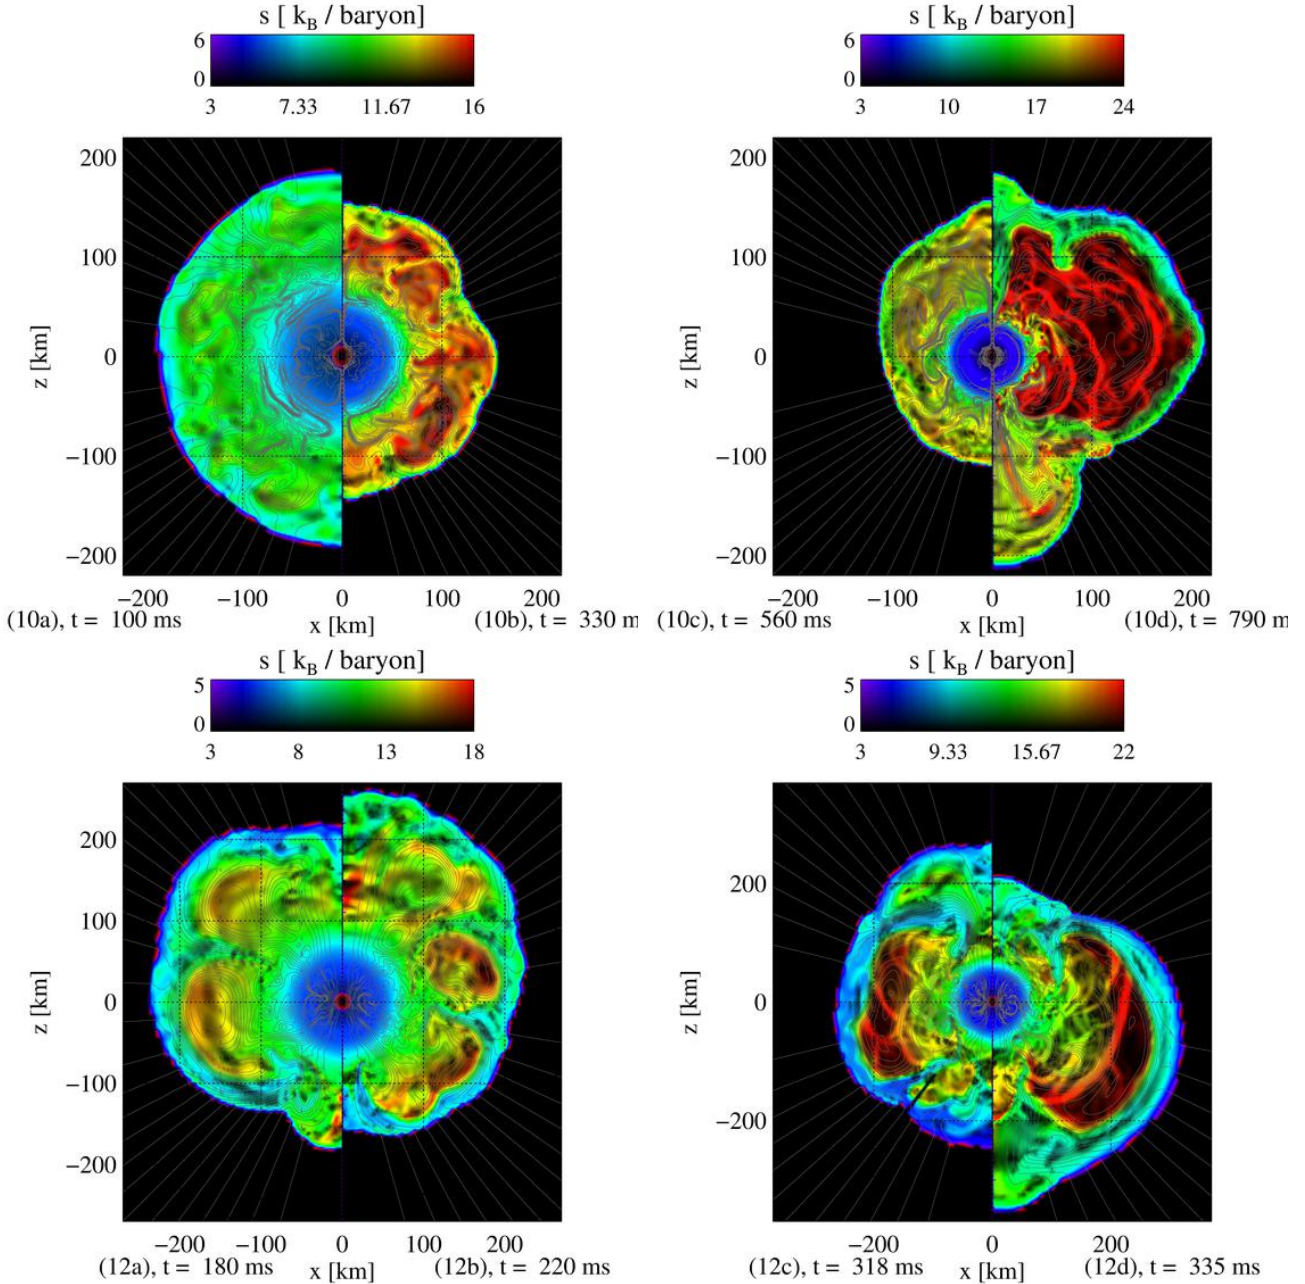 s [ k_B / baryon]
6
0
3 7.33 11.67 16
200
100
0
−100
−200
z [km]
−200 −100 0 100 200
(10a), t = 100 ms x [km] (10b), t = 330 m
s [ k_B / baryon]
6
0
3 10 17 24
200
100
0
−100
−200
z [km]
−200 −100 0 100 200
(10c), t = 560 ms x [km] (10d), t = 790 m
s [ k_B / baryon]
5
0
3 8 13 18
200
100
0
−100
−200
z [km]
−200 −100 0 100 200
(12a), t = 180 ms x [km] (12b), t = 220 ms
s [ k_B / baryon]
5
0
3 9.33 15.67 22
200
0
−200
z [km]
−200 0 200
(12c), t = 318 ms x [km] (12d), t = 335 ms